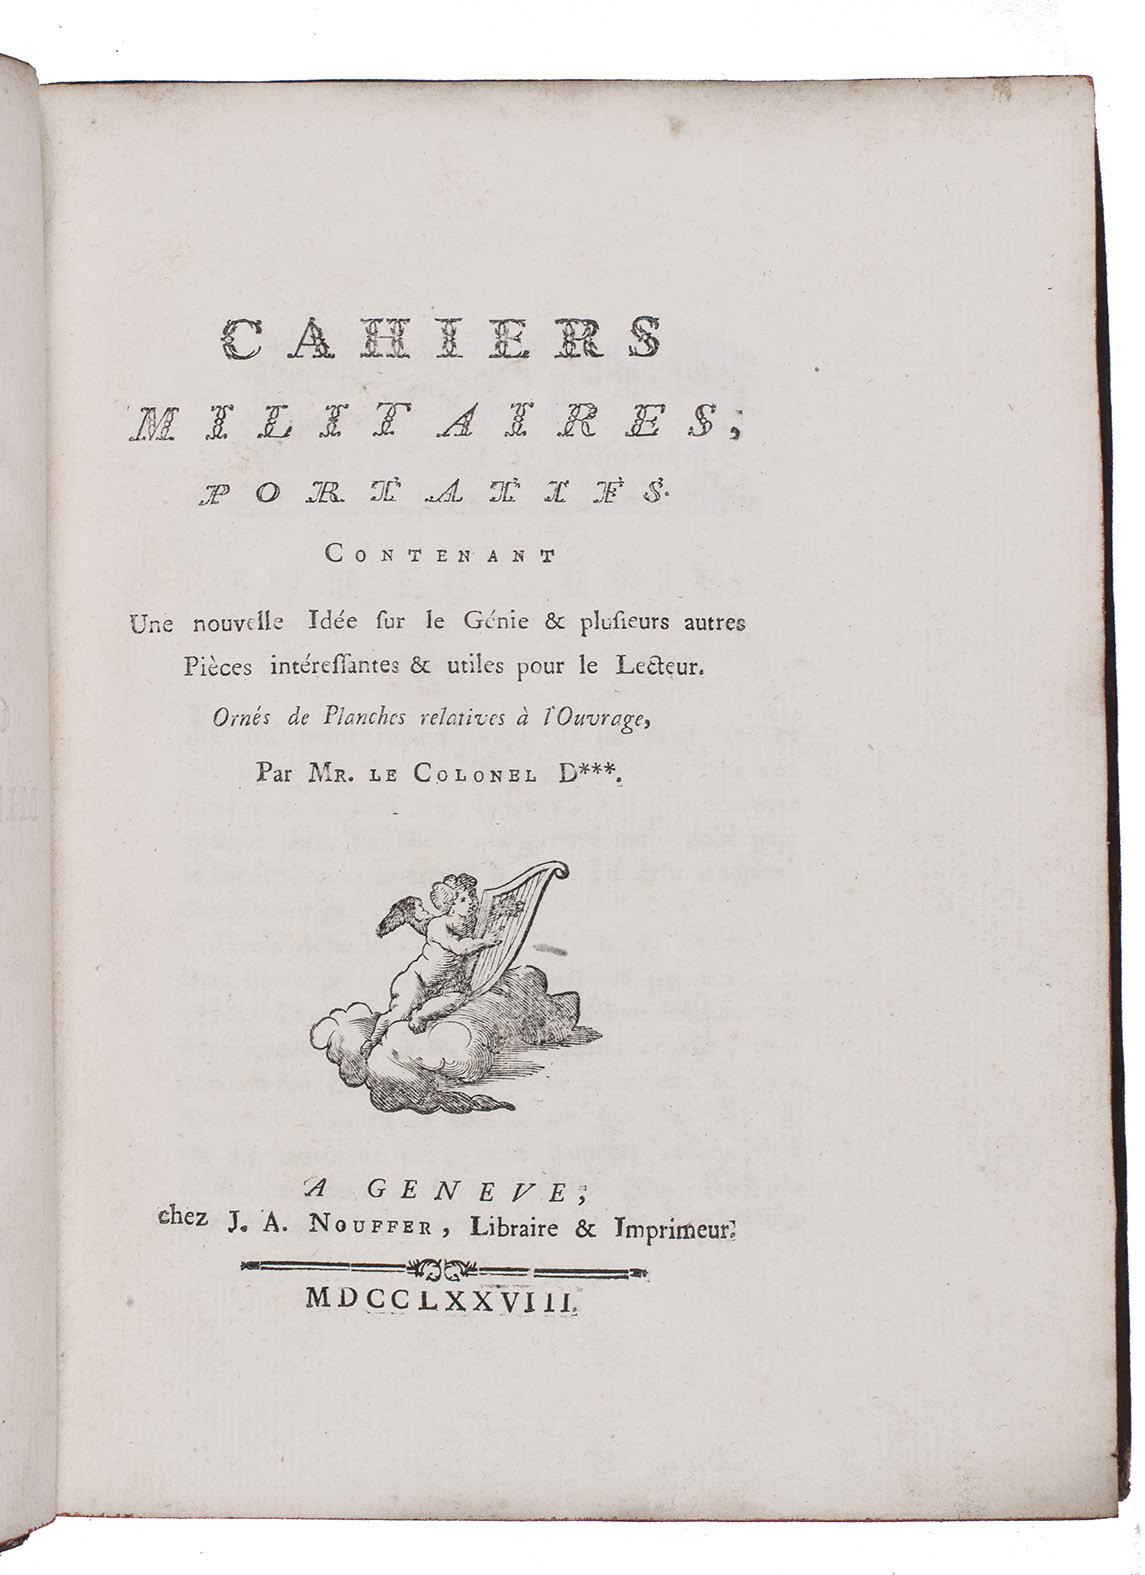 CAHIERS
MILITAIRES,
PORTATIFS.
CONTENANT
Une nouvelle Idée ſur le Génie & pluſieurs autres
Pièces intéreſſantes & utiles pour le Lecteur.
Ornés de Planches relatives à l'Ouvrage,
Par MR. LE COLONEL D***.
A GENEVE,
chez J. A. NOUFFER, Libraire & Imprimeur.
MDCCLXXVIII.